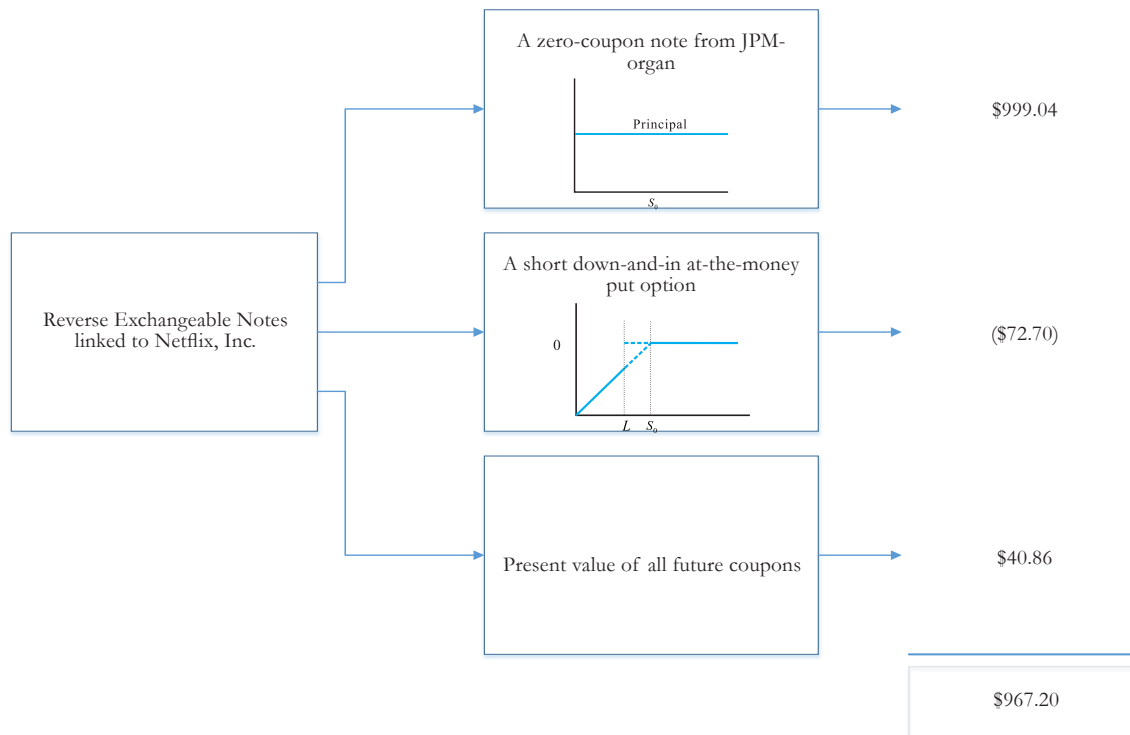 A zero-coupon note from JPM-
organ
Principal
S₀
$999.04
Reverse Exchangeable Notes
linked to Netflix, Inc.
A short down-and-in at-the-money
put option
0
L S₀
($72.70)
Present value of all future coupons
$40.86
$967.20